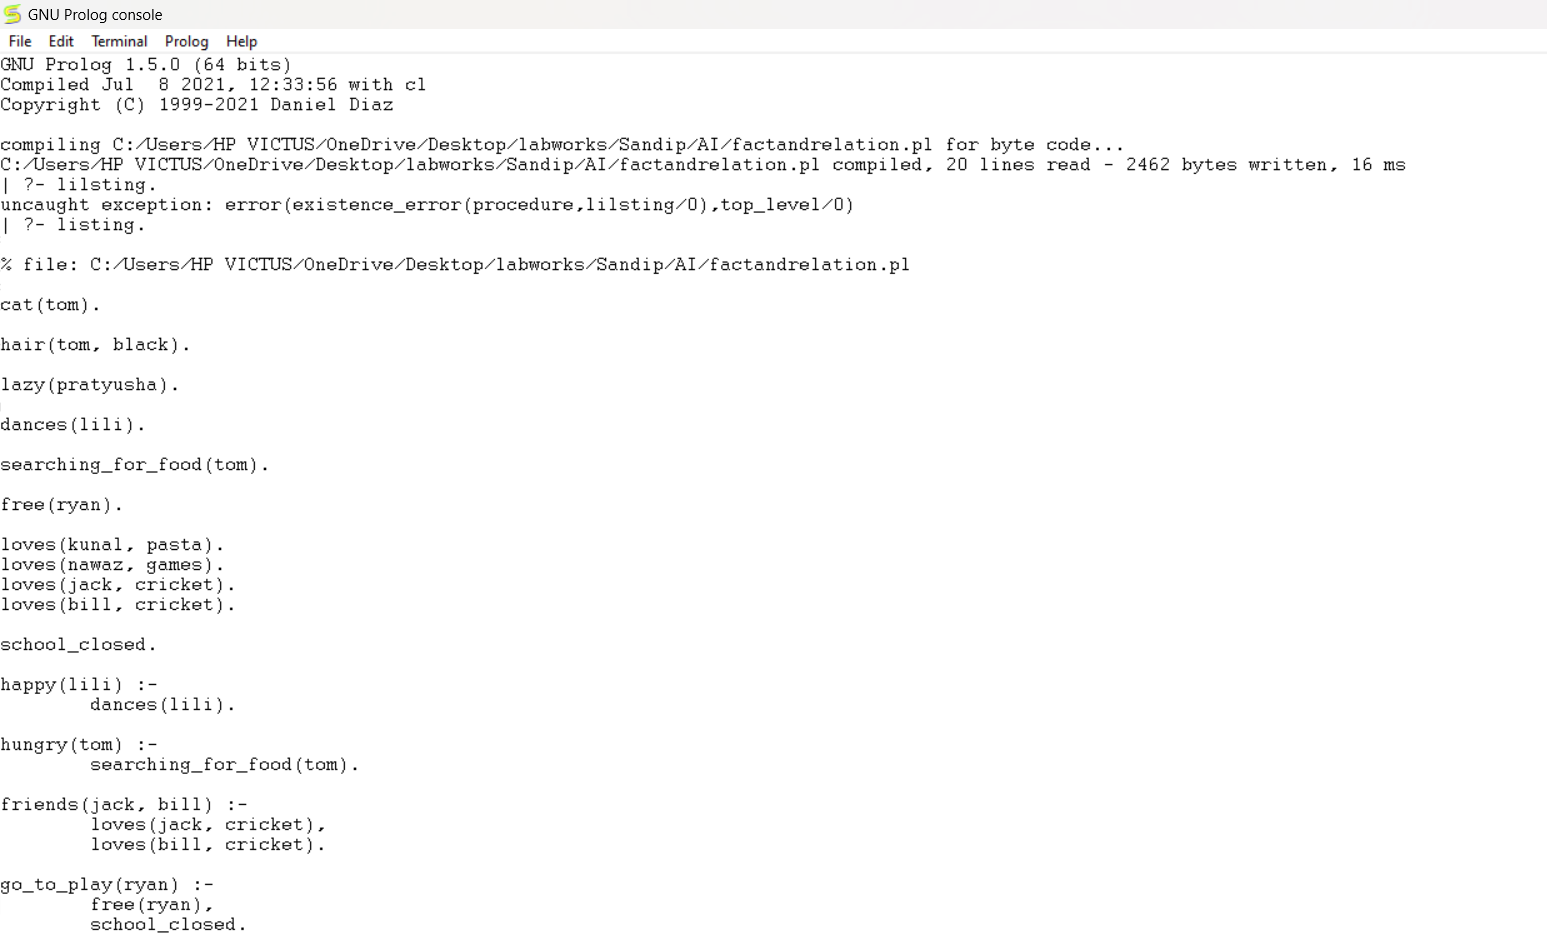 GNU Prolog console
File Edit Terminal Prolog Help
GNU Prolog 1.5.0 (64 bits)
Compiled Jul  8 2021, 12:33:56 with cl
Copyright (C) 1999-2021 Daniel Diaz
compiling C:/Users/HP VICTUS/OneDrive/Desktop/labworks/Sandip/AI/factandrelation.pl for byte code...
C:/Users/HP VICTUS/OneDrive/Desktop/labworks/Sandip/AI/factandrelation.pl compiled, 20 lines read - 2462 bytes written, 16 ms
| ?- lilsting.
uncaught exception: error(existence_error(procedure,lilsting/0),top_level/0)
| ?- listing.
% file: C:/Users/HP VICTUS/OneDrive/Desktop/labworks/Sandip/AI/factandrelation.pl
cat(tom).
hair(tom, black).
lazy(pratyusha).
dances(lili).
searching_for_food(tom).
free(ryan).
loves(kunal, pasta).
loves(nawaz, games).
loves(jack, cricket).
loves(bill, cricket).
school_closed.
happy(lili) :-
        dances(lili).
hungry(tom) :-
        searching_for_food(tom).
friends(jack, bill) :-
        loves(jack, cricket),
        loves(bill, cricket).
go_to_play(ryan) :-
        free(ryan),
        school_closed.